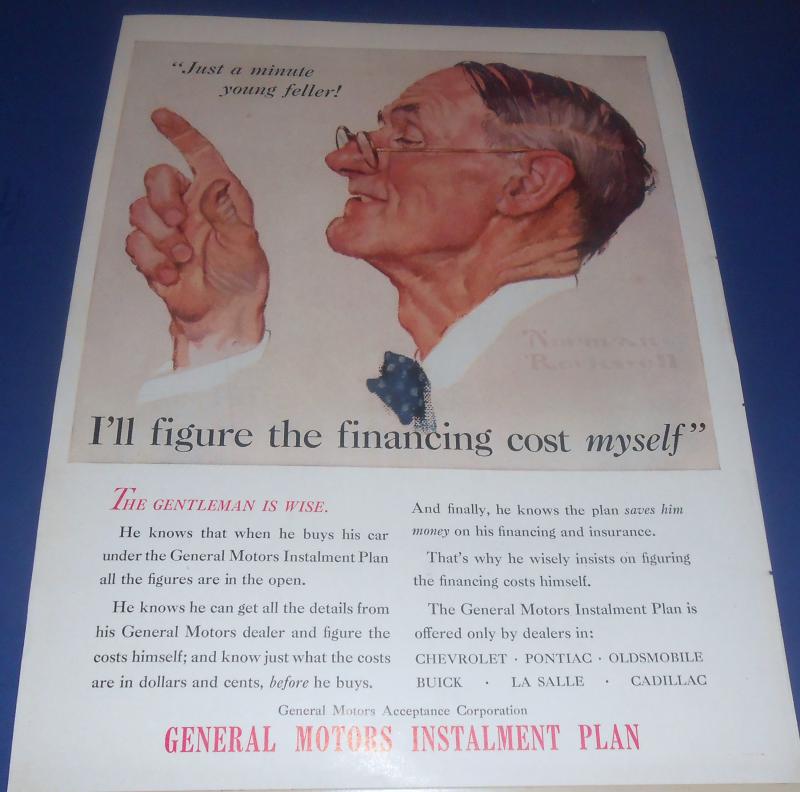 “Just a minute
young feller!
Norman
Rockwell
I'll figure the financing cost myself”
THE GENTLEMAN IS WISE.
He knows that when he buys his car
under the General Motors Instalment Plan
all the figures are in the open.
He knows he can get all the details from
his General Motors dealer and figure the
costs himself; and know just what the costs
are in dollars and cents, before he buys.
And finally, he knows the plan saves him
money on his financing and insurance.
That's why he wisely insists on figuring
the financing costs himself.
The General Motors Instalment Plan is
offered only by dealers in:
CHEVROLET · PONTIAC · OLDSMOBILE
BUICK · LA SALLE · CADILLAC
General Motors Acceptance Corporation
GENERAL MOTORS INSTALMENT PLAN